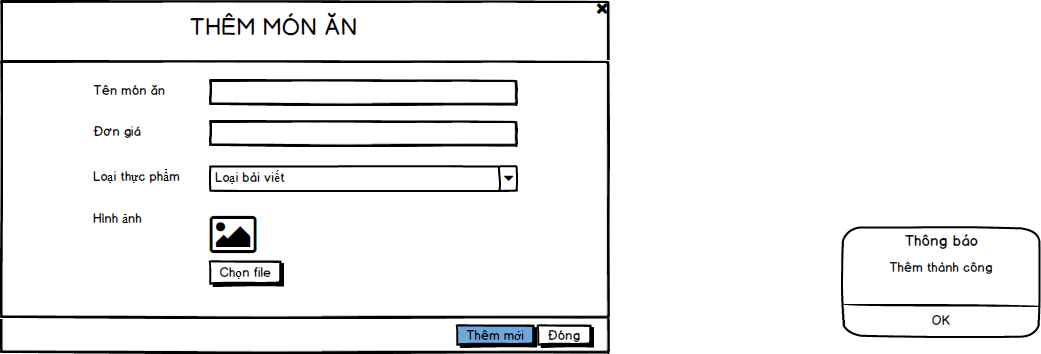 THÊM MÓN ĂN
Tên món ăn
Đơn giá
Loại thực phẩm
Loại bài viết
Hình ảnh
Chọn file
Thêm mới
Đóng
Thông báo
Thêm thành công
OK